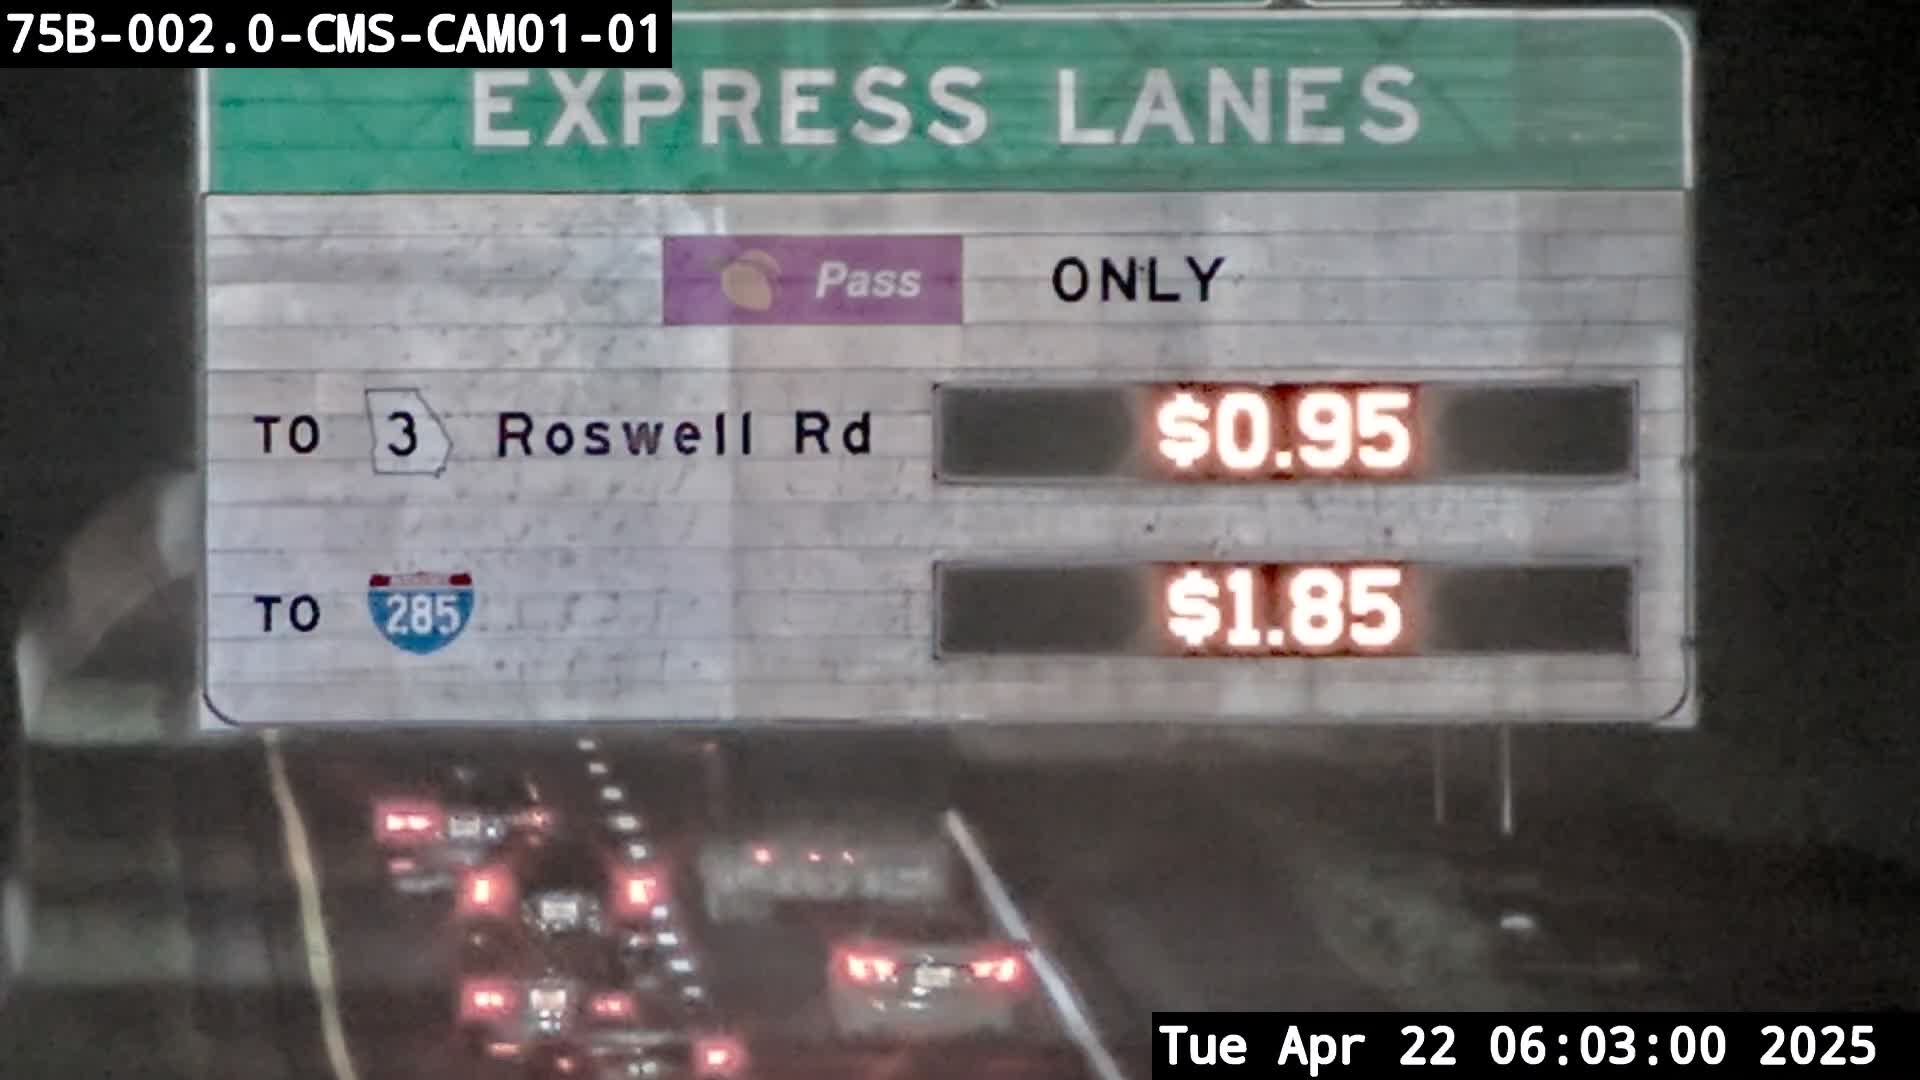 75B-002.0-CMS-CAM01-01
EXPRESS LANES
Pass ONLY
TO 3 Roswell Rd $0.95
TO 285 $1.85
Tue Apr 22 06:03:00 2025